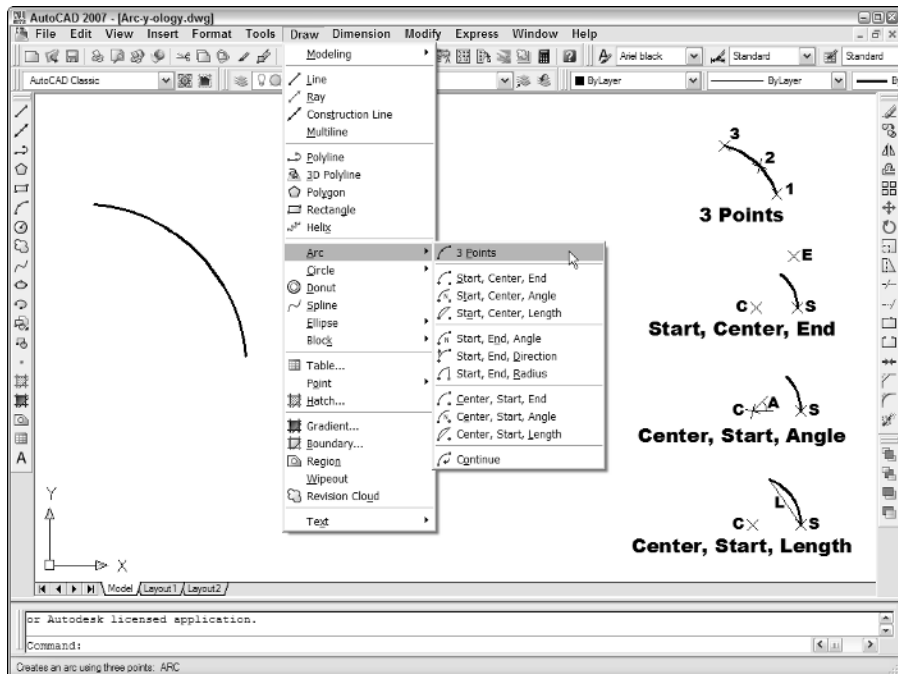 AutoCAD 2007 - [Arc-y-ology.dwg]
File Edit View Insert Format Tools Draw Dimension Modify Express Window Help
Ariel black Standard Standard
AutoCAD Classic ByLayer ByLayer
Modeling
Line
Ray
Construction Line
Multiline
Polyline
3D Polyline
Polygon
Rectangle
Helix
Arc
Circle
Donut
Spline
Ellipse
Block
Table...
Point
Hatch...
Gradient...
Boundary...
Region
Wipeout
Revision Cloud
Text
3 Points
Start, Center, End
Start, Center, Angle
Start, Center, Length
Start, End, Angle
Start, End, Direction
Start, End, Radius
Center, Start, End
Center, Start, Angle
Center, Start, Length
Continue
3
2
1
3 Points
E
C S
Start, Center, End
C A S
Center, Start, Angle
L
C S
Center, Start, Length
A
Y
X
Model Layout1 Layout2
or Autodesk licensed application.
Command:
Creates an arc using three points: ARC